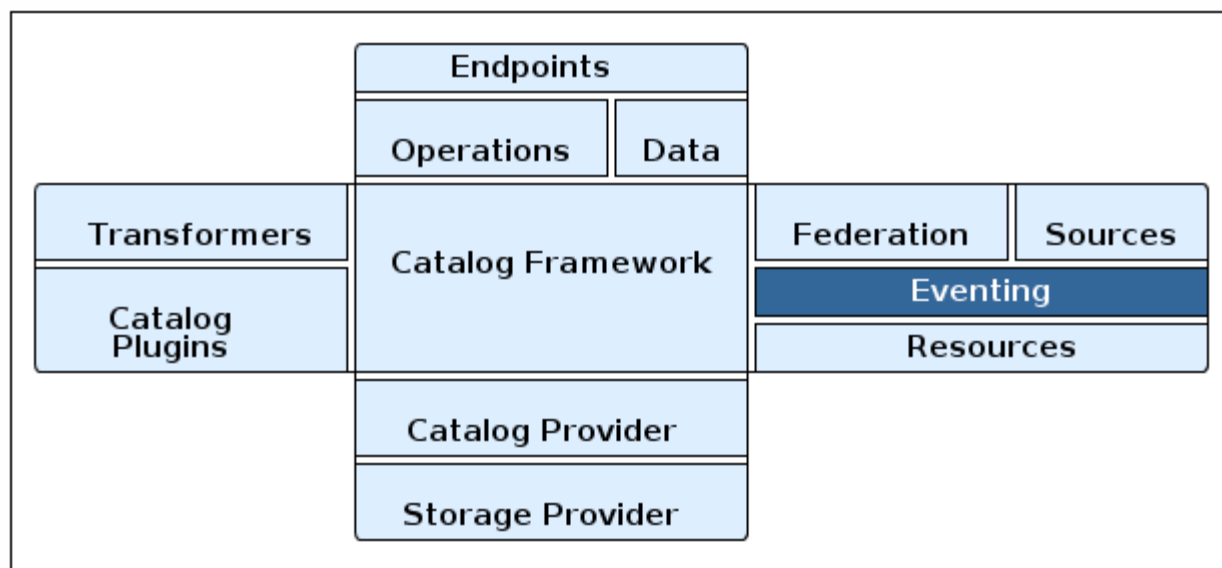 Endpoints
Operations
Data
Transformers
Catalog Framework
Federation
Sources
Eventing
Catalog
Plugins
Resources
Catalog Provider
Storage Provider